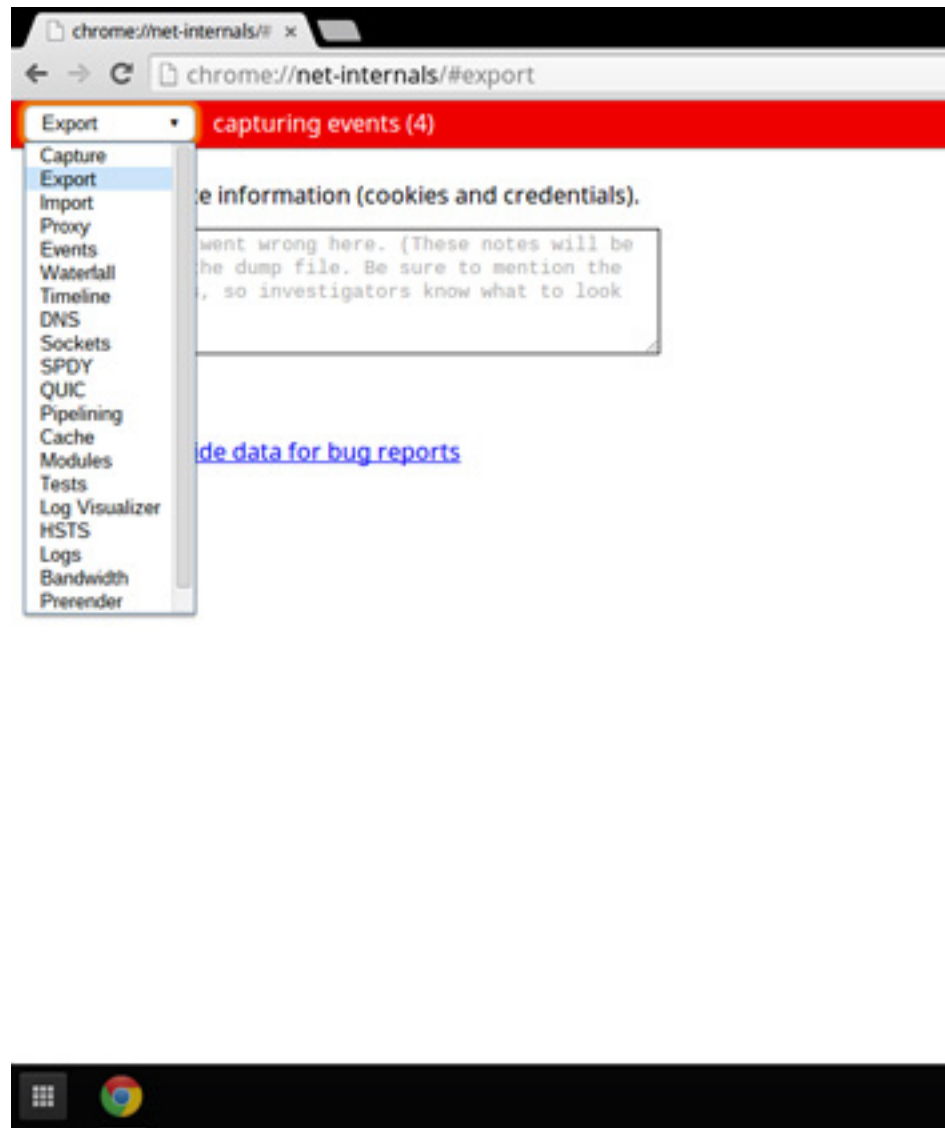 chrome://net-internals/#
chrome://net-internals/#export
Export
capturing events (4)
Capture
Export
Import
Proxy
Events
Waterfall
Timeline
DNS
Sockets
SPDY
QUIC
Pipelining
Cache
Modules
Tests
Log Visualizer
HSTS
Logs
Bandwidth
Prerender
e information (cookies and credentials).
went wrong here. (These notes will be
he dump file. Be sure to mention the
, so investigators know what to look
ide data for bug reports